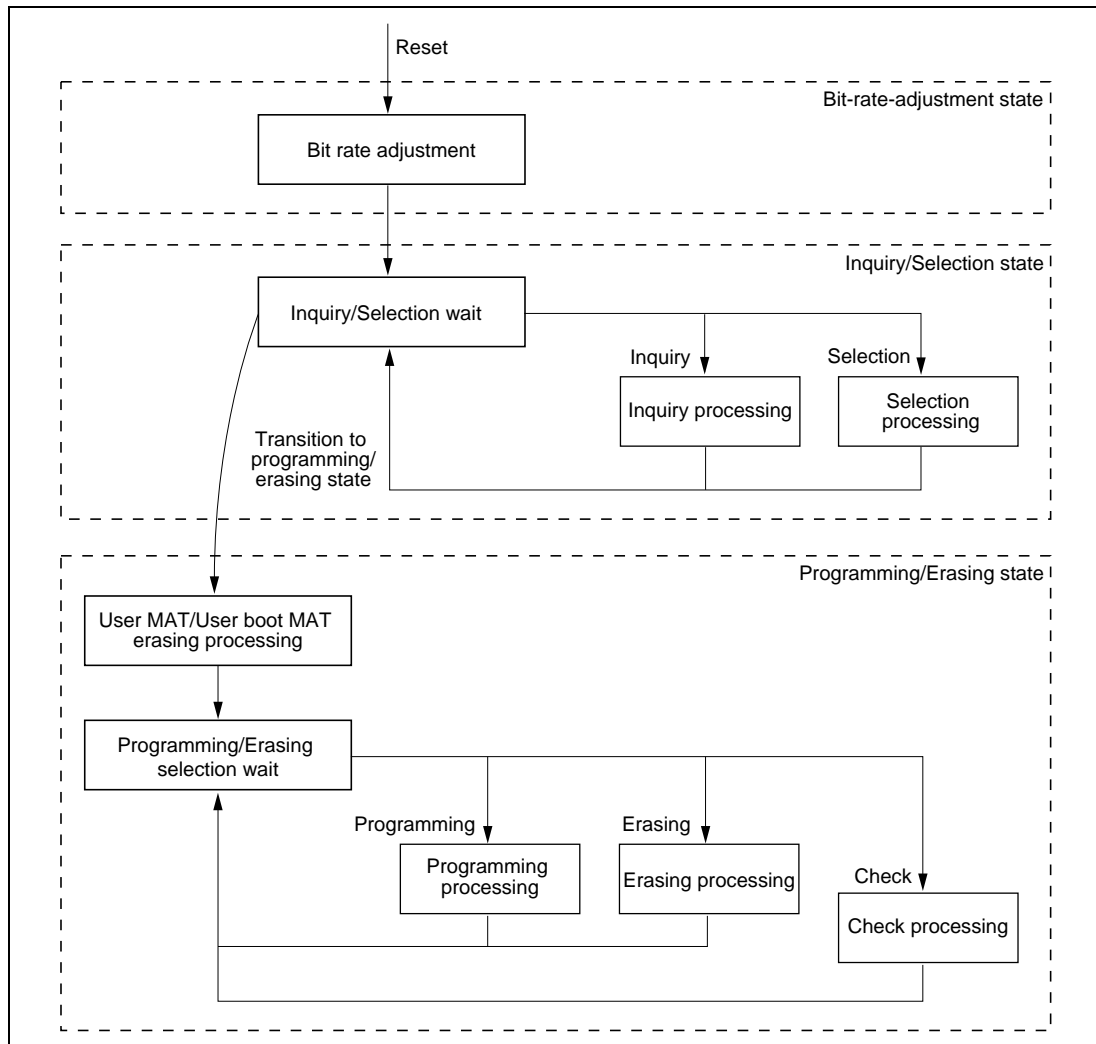 Reset
Bit-rate-adjustment state
Bit rate adjustment
Inquiry/Selection state
Inquiry/Selection wait
Inquiry
Selection
Inquiry processing
Selection
processing
Transition to
programming/
erasing state
Programming/Erasing state
User MAT/User boot MAT
erasing processing
Programming/Erasing
selection wait
Programming
Erasing
Programming
processing
Erasing processing
Check
Check processing